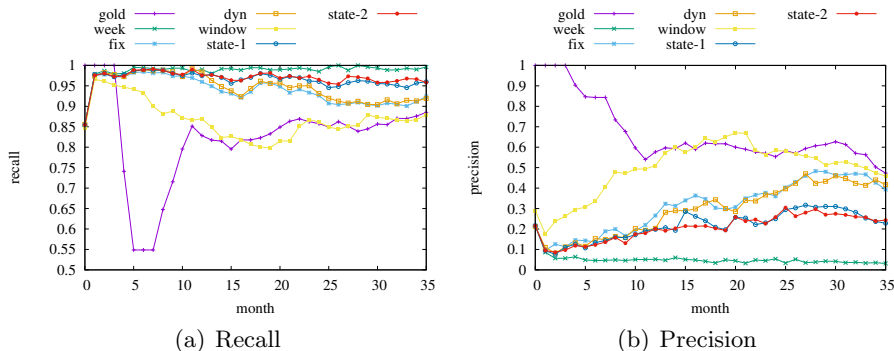 gold
week
fix
dyn
window
state-1
state-2
1
0.95
0.9
0.85
0.8
0.75
0.7
0.65
0.6
0.55
0.5
recall
0 5 10 15 20 25 30 35
month
(a) Recall
gold
week
fix
dyn
window
state-1
state-2
1
0.9
0.8
0.7
0.6
0.5
0.4
0.3
0.2
0.1
0
precision
0 5 10 15 20 25 30 35
month
(b) Precision